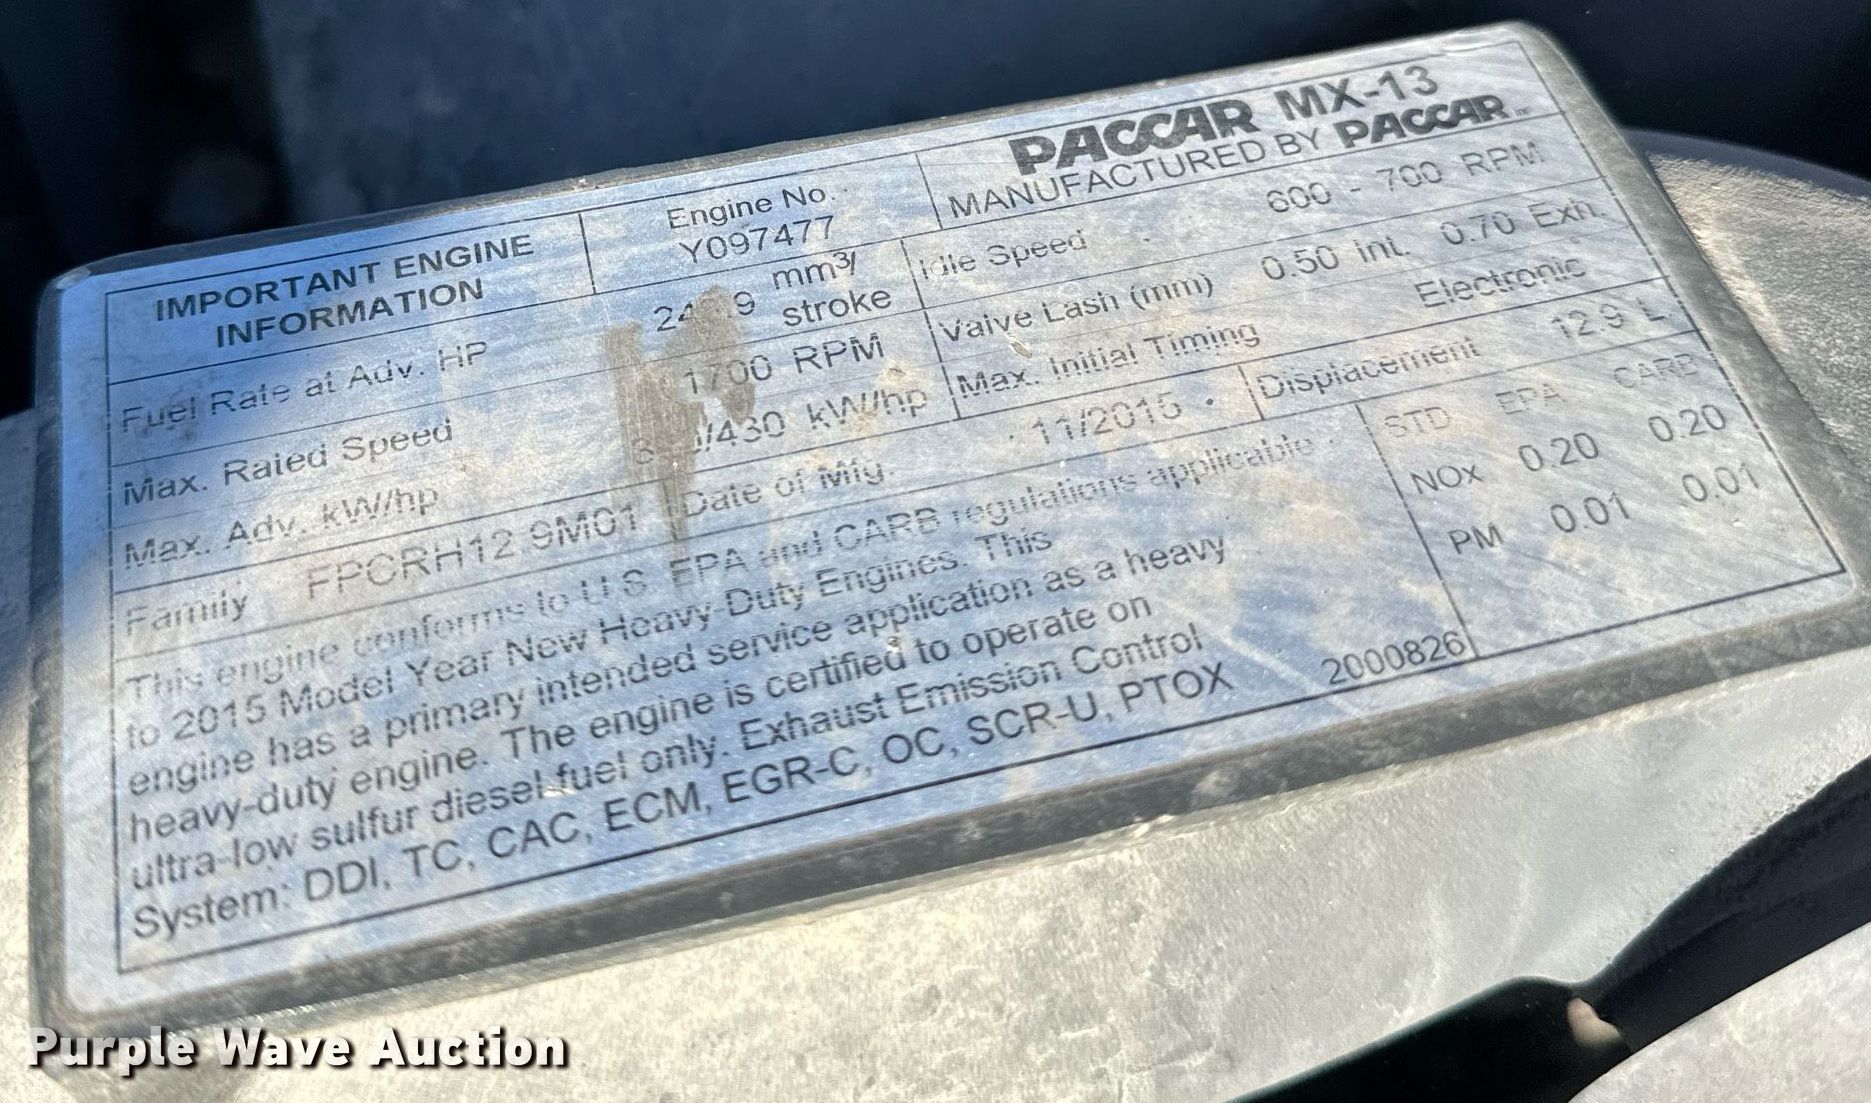 IMPORTANT ENGINE
INFORMATION
Engine No.
Y097477
PACCAR MX-13
MANUFACTURED BY PACCAR INC
Fuel Rate at Adv. HP mm³/
stroke
Idle Speed 600 - 700 RPM
Max. Rated Speed 1700 RPM
Valve Lash (mm) 0.50 Int. 0.70 Exh.
Max. Adv. kW/hp /430 kW/hp
Max. Initial Timing Electronic
Family FPCRH12.9M01
Date of Mfg. 11/2015
Displacement 12.9 L
This engine conforms to U.S. EPA and CARB regulations applicable
to 2015 Model Year New Heavy-Duty Engines. This
engine has a primary intended service application as a heavy
heavy-duty engine. The engine is certified to operate on
ultra-low sulfur diesel fuel only. Exhaust Emission Control
System: DDI, TC, CAC, ECM, EGR-C, OC, SCR-U, PTOX
2000826
STD EPA CARB
NOx 0.20 0.20
PM 0.01 0.01
Purple Wave Auction